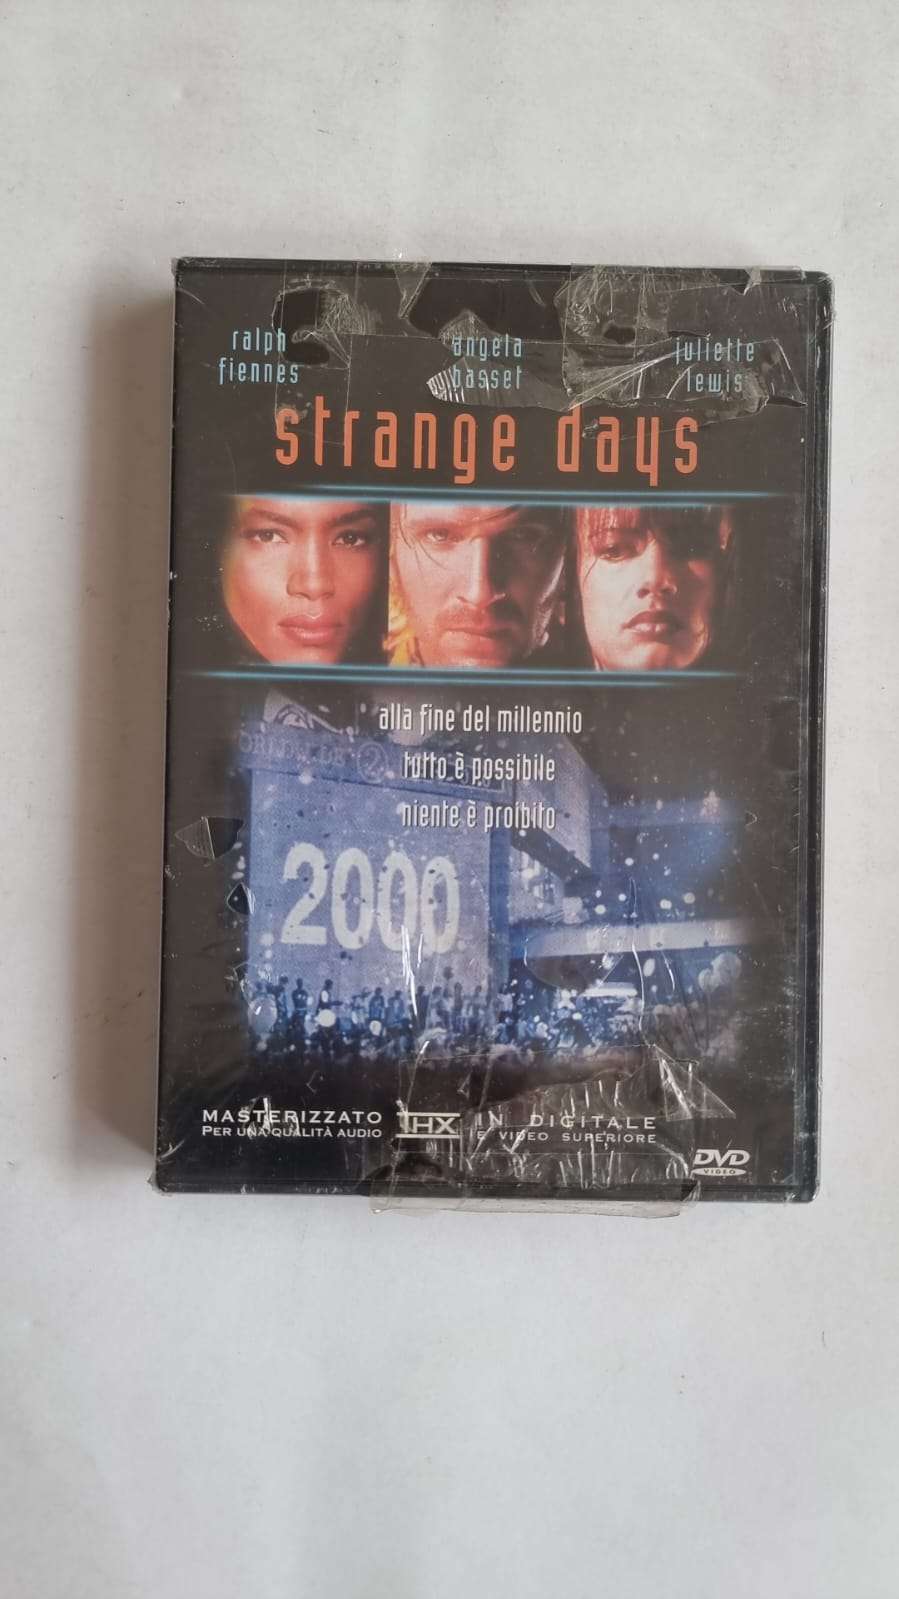 ralph angela juliette
fiennes basset lewis
strange days
alla fine del millennio
tutto è possibile
niente è proibito
2000
MASTERIZZATO THX IN DIGITALE
PER UNA QUALITÀ AUDIO E VIDEO SUPERIORE
DVD
VIDEO